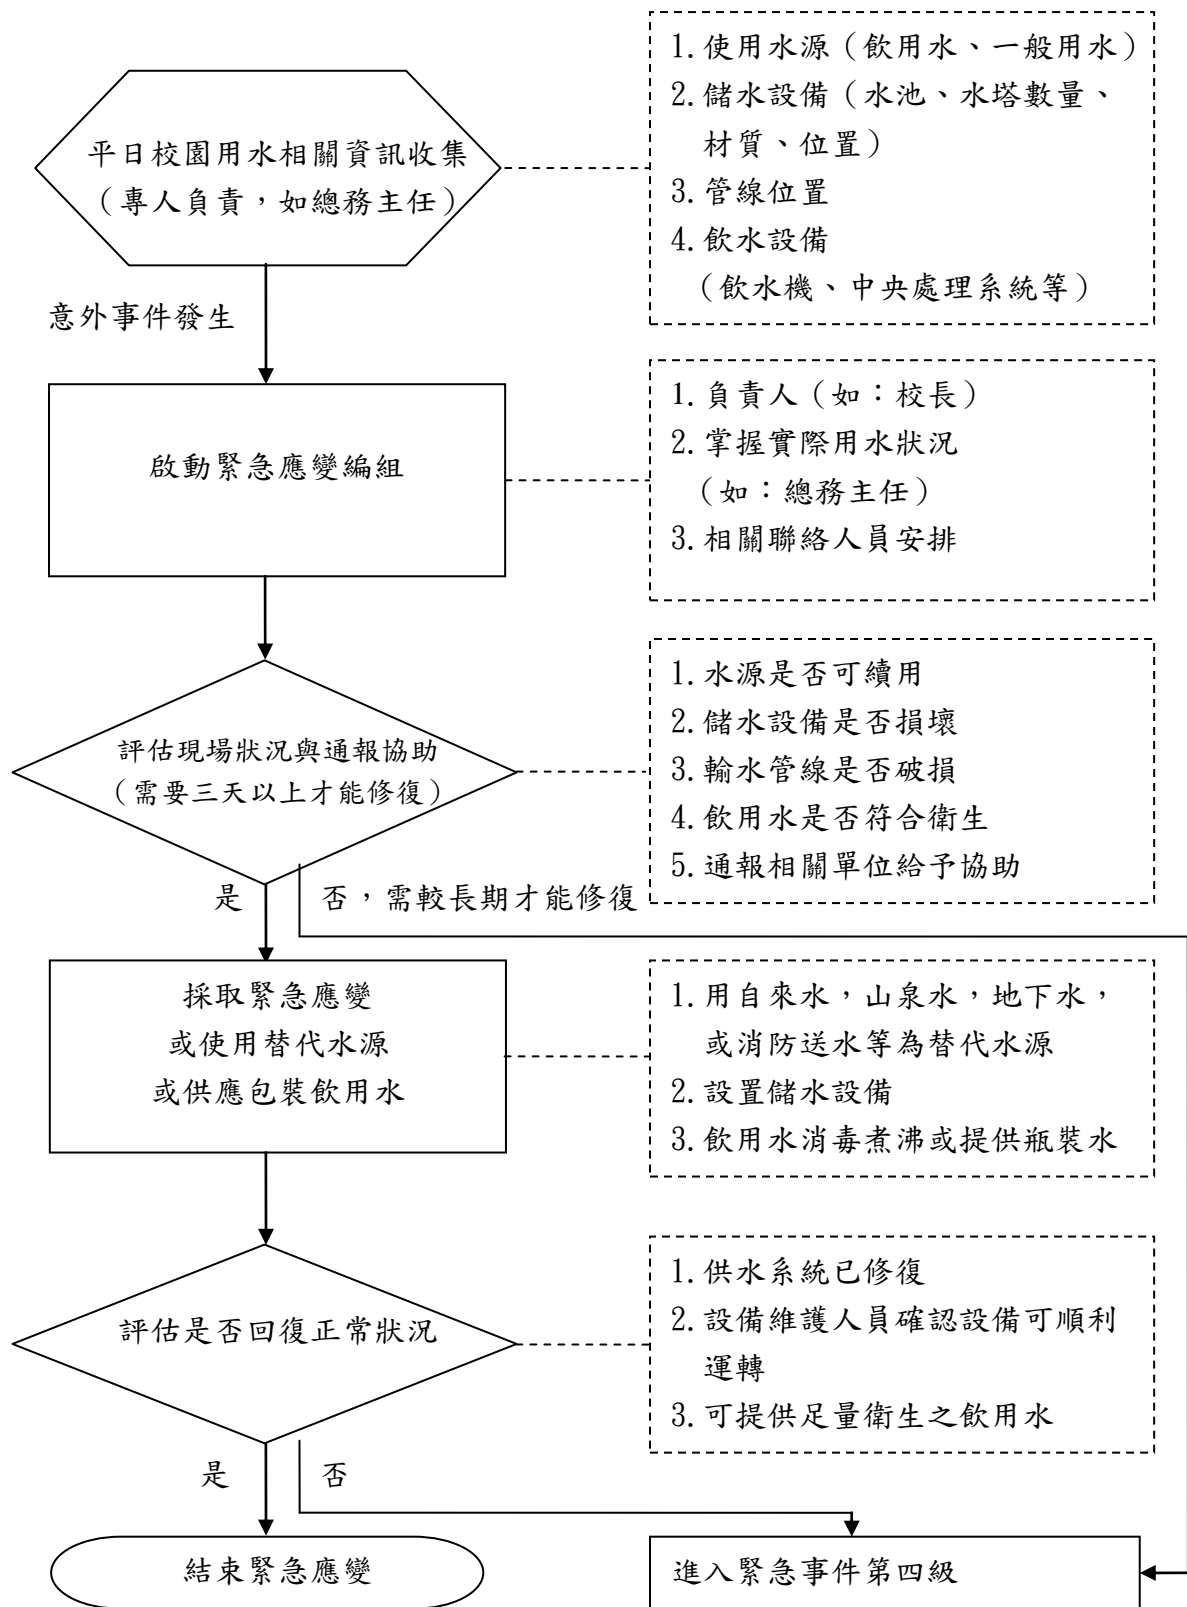 平日校園用水相關資訊收集
（專人負責，如總務主任）
1.使用水源（飲用水、一般用水）
2.儲水設備（水池、水塔數量、
材質、位置）
3.管線位置
4.飲水設備
（飲水機、中央處理系統等）
意外事件發生
啟動緊急應變編組
1.負責人（如：校長）
2.掌握實際用水狀況
（如：總務主任）
3.相關聯絡人員安排
評估現場狀況與通報協助
（需要三天以上才能修復）
1.水源是否可續用
2.儲水設備是否損壞
3.輸水管線是否破損
4.飲用水是否符合衛生
5.通報相關單位給予協助
是
否，需較長期才能修復
採取緊急應變
或使用替代水源
或供應包裝飲用水
1.用自來水，山泉水，地下水，
或消防送水等為替代水源
2.設置儲水設備
3.飲用水消毒煮沸或提供瓶裝水
評估是否回復正常狀況
1.供水系統已修復
2.設備維護人員確認設備可順利
運轉
3.可提供足量衛生之飲用水
是
否
結束緊急應變
進入緊急事件第四級